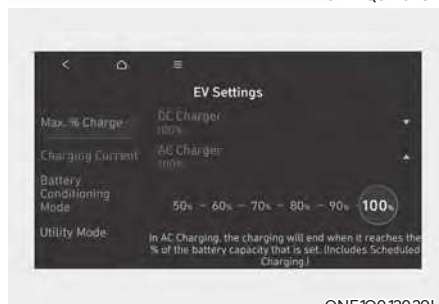 EV Settings
Max. % Charge
DC Charger
100%
Charging Current
AC Charger
100%
Battery
Conditioning
Mode
50% - 60% - 70% - 80% - 90% 100%
Utility Mode
In AC Charging, the charging will end when it reaches the
% of the battery capacity that is set. (Includes Scheduled
Charging.)